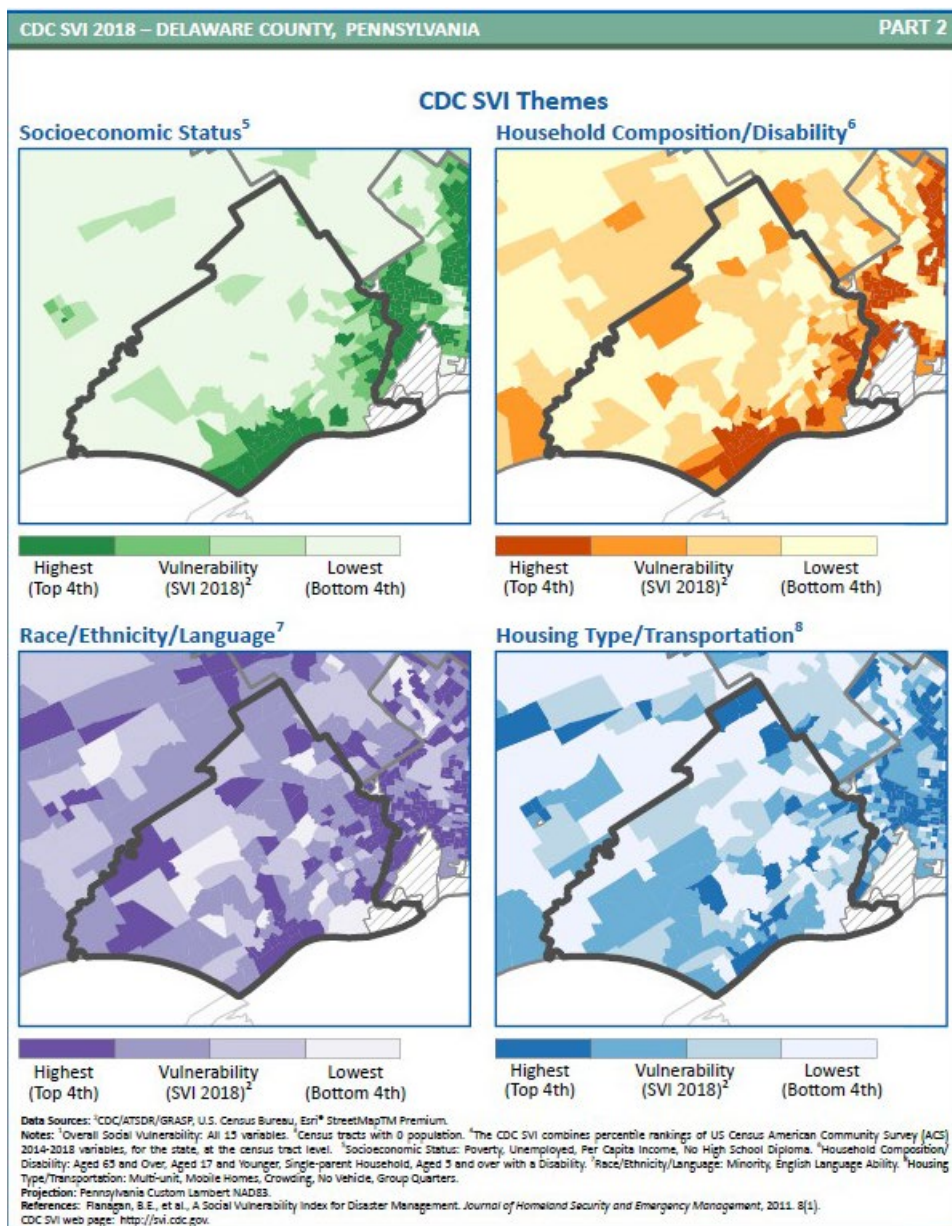 CDC SVI 2018 – DELAWARE COUNTY, PENNSYLVANIA
PART 2
CDC SVI Themes
Socioeconomic Status⁵
Household Composition/Disability⁶
Highest
(Top 4th)
Vulnerability
(SVI 2018)²
Lowest
(Bottom 4th)
Highest
(Top 4th)
Vulnerability
(SVI 2018)²
Lowest
(Bottom 4th)
Race/Ethnicity/Language⁷
Housing Type/Transportation⁸
Highest
(Top 4th)
Vulnerability
(SVI 2018)²
Lowest
(Bottom 4th)
Highest
(Top 4th)
Vulnerability
(SVI 2018)²
Lowest
(Bottom 4th)
Data Sources: CDC/ATSDR/GRASP, U.S. Census Bureau, Esri® StreetMapTM Premium.
Notes: ¹Overall Social Vulnerability: All 15 variables. Census tracts with 0 population. The CDC SVI combines percentile rankings of US Census American Community Survey (ACS)
2014-2018 variables, for the state, at the census tract level. ⁵Socioeconomic Status: Poverty, Unemployed, Per Capita Income, No High School Diploma. ⁶Household Composition/
Disability: Aged 65 and Over, Aged 17 and Younger, Single-parent Household, Aged 5 and over with a Disability. ⁷Race/Ethnicity/Language: Minority, English Language Ability. ⁸Housing
Type/Transportation: Multi-unit, Mobile Homes, Crowding, No Vehicle, Group Quarters.
Projection: Pennsylvania Custom Lambert NAD83.
References: Flanagan, B.E., et al., A Social Vulnerability Index for Disaster Management. Journal of Homeland Security and Emergency Management, 2011. 8(1).
CDC SVI web page: http://svi.cdc.gov.